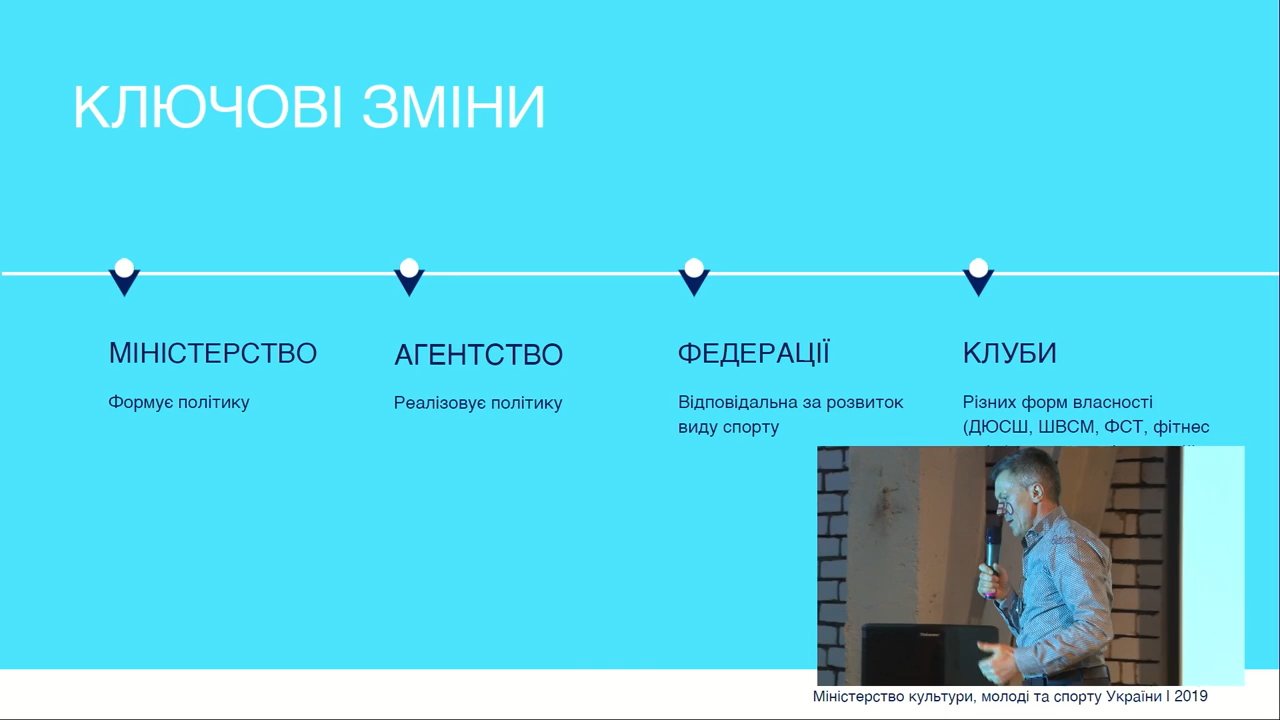 КЛЮЧОВІ ЗМІНИ
МІНІСТЕРСТВО
Формує політику
АГЕНТСТВО
Реалізовує політику
ФЕДЕРАЦІЇ
Відповідальна за розвиток
виду спорту
КЛУБИ
Різних форм власності
(ДЮСШ, ШВСМ, ФСТ, фітнес
Міністерство культури, молоді та спорту України | 2019